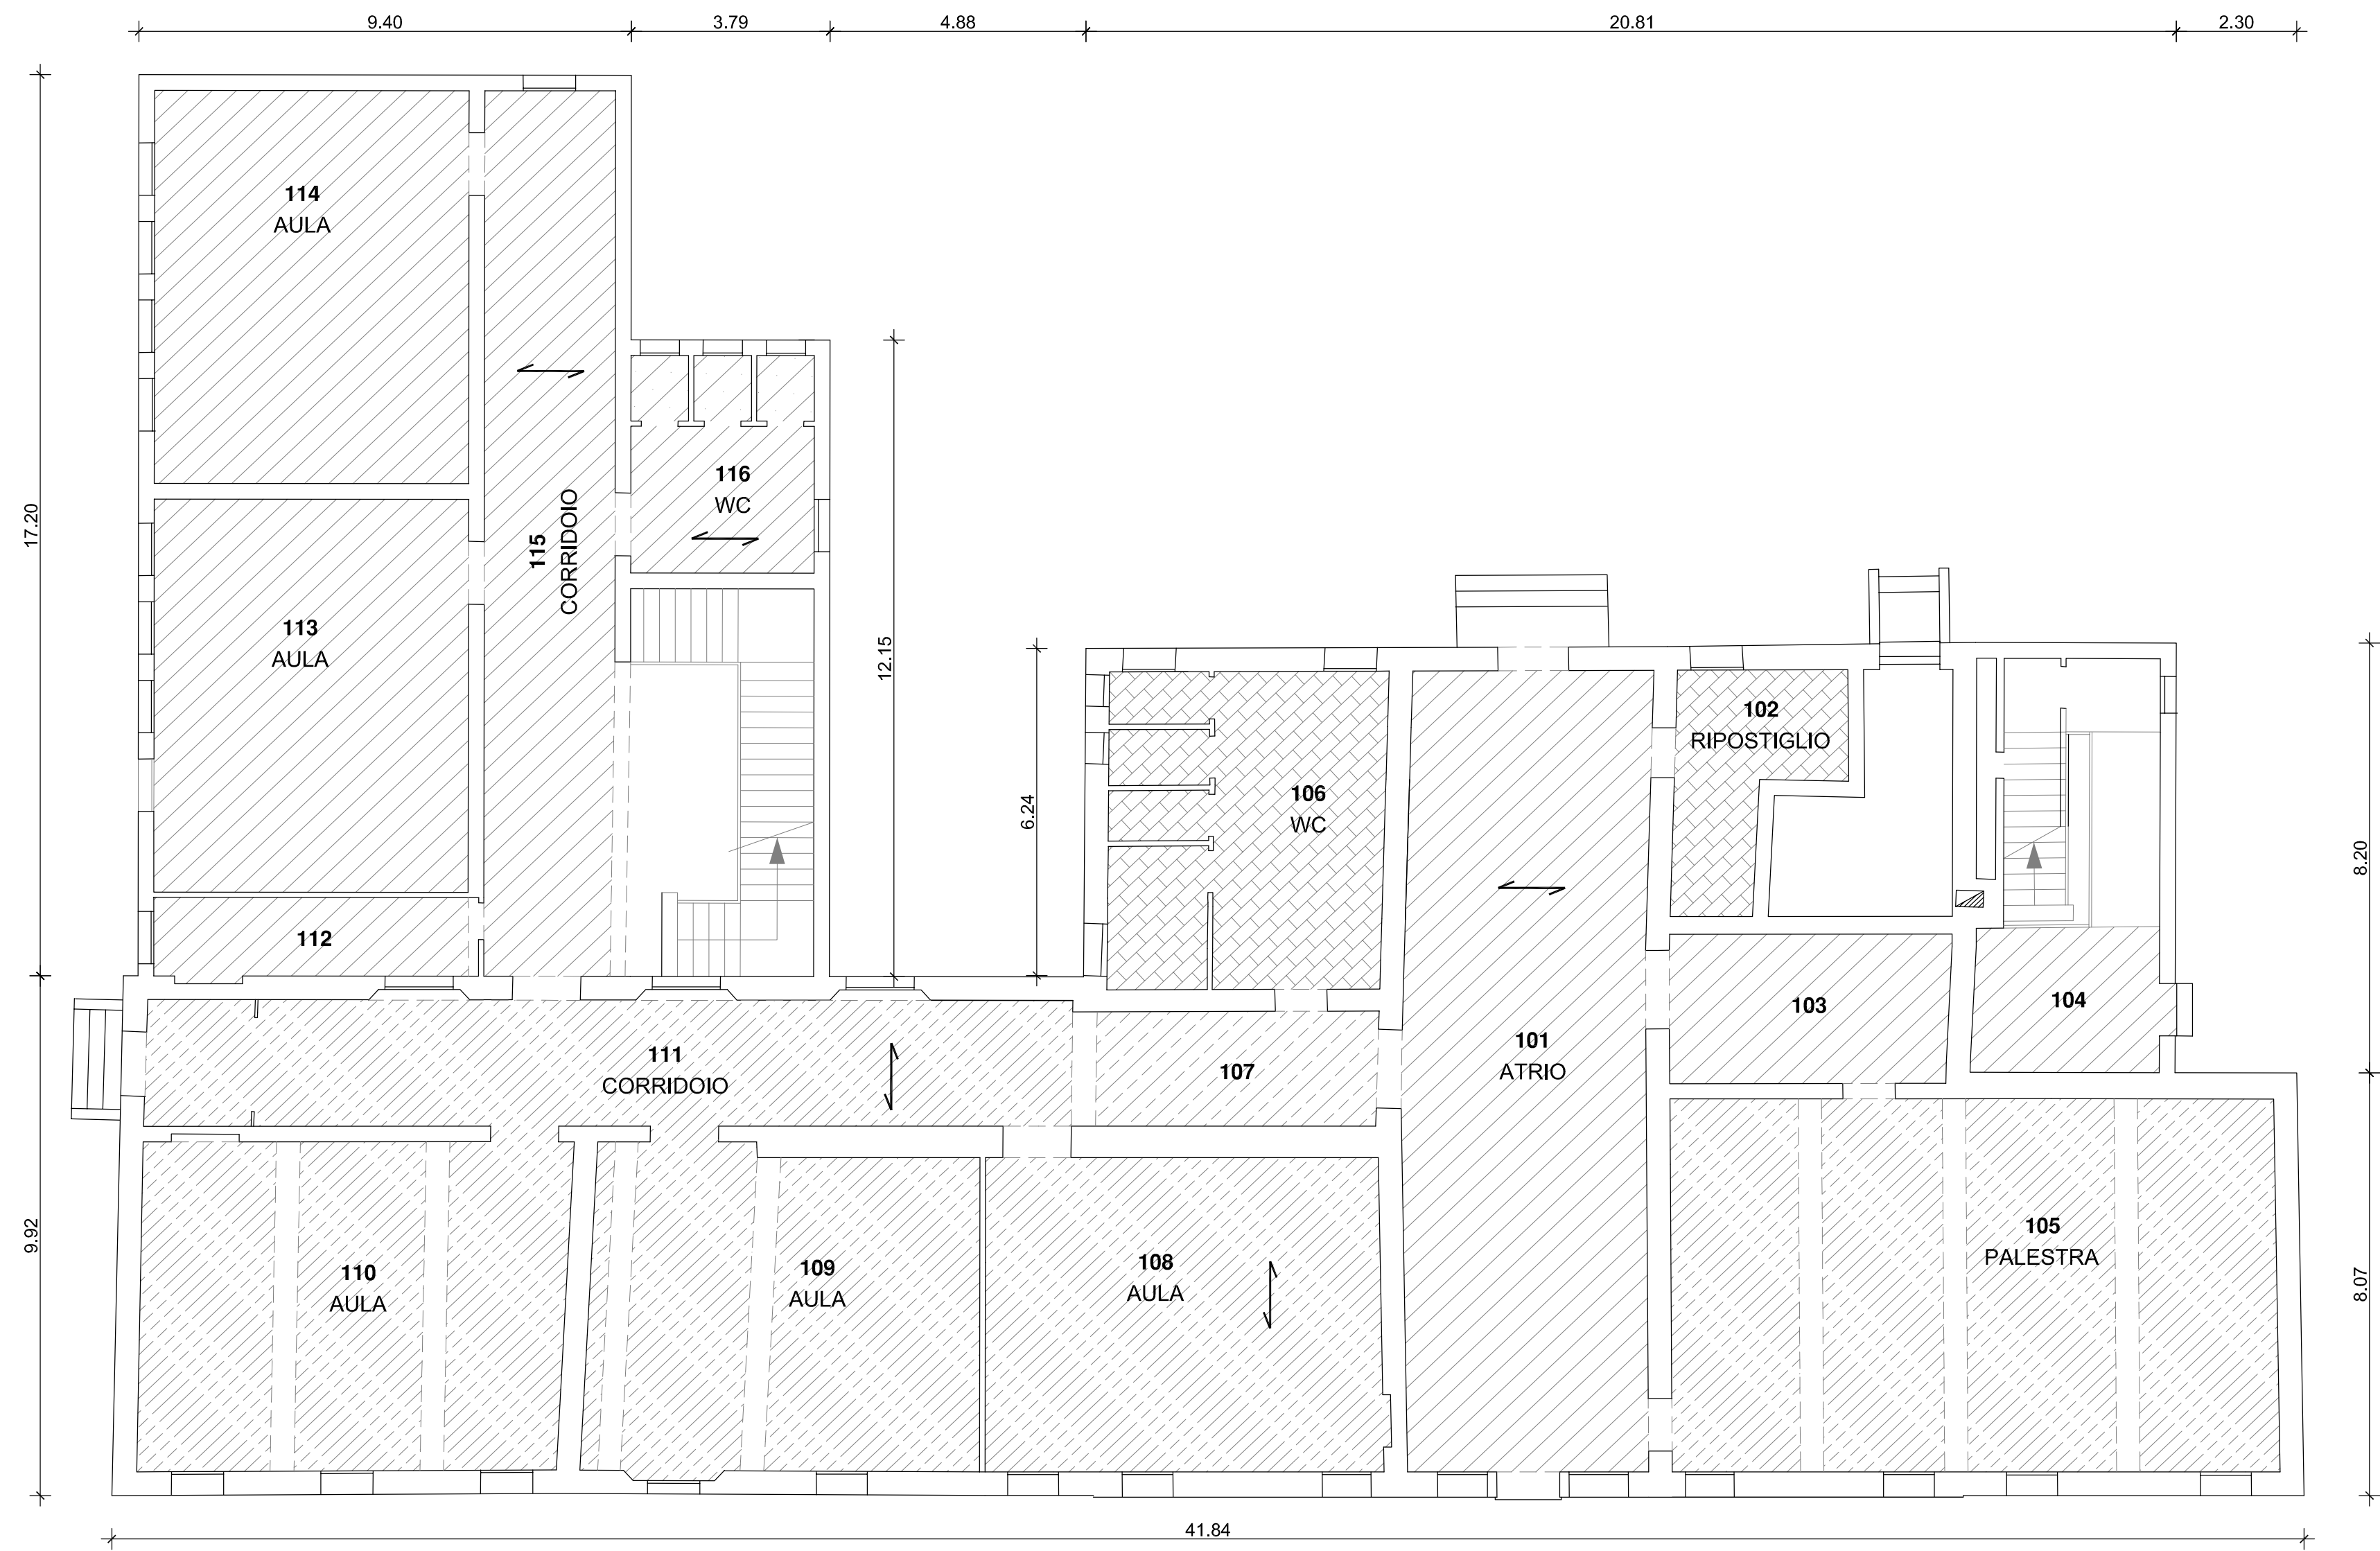 9.40
3.79
4.88
20.81
2.30
114
AULA
17.20
115
CORRIDOIO
116
WC
113
AULA
12.15
6.24
102
RIPOSTIGLIO
106
WC
8.20
112
103
104
101
ATRIO
111
CORRIDOIO
107
105
PALESTRA
9.92
110
AULA
109
AULA
108
AULA
8.07
41.84